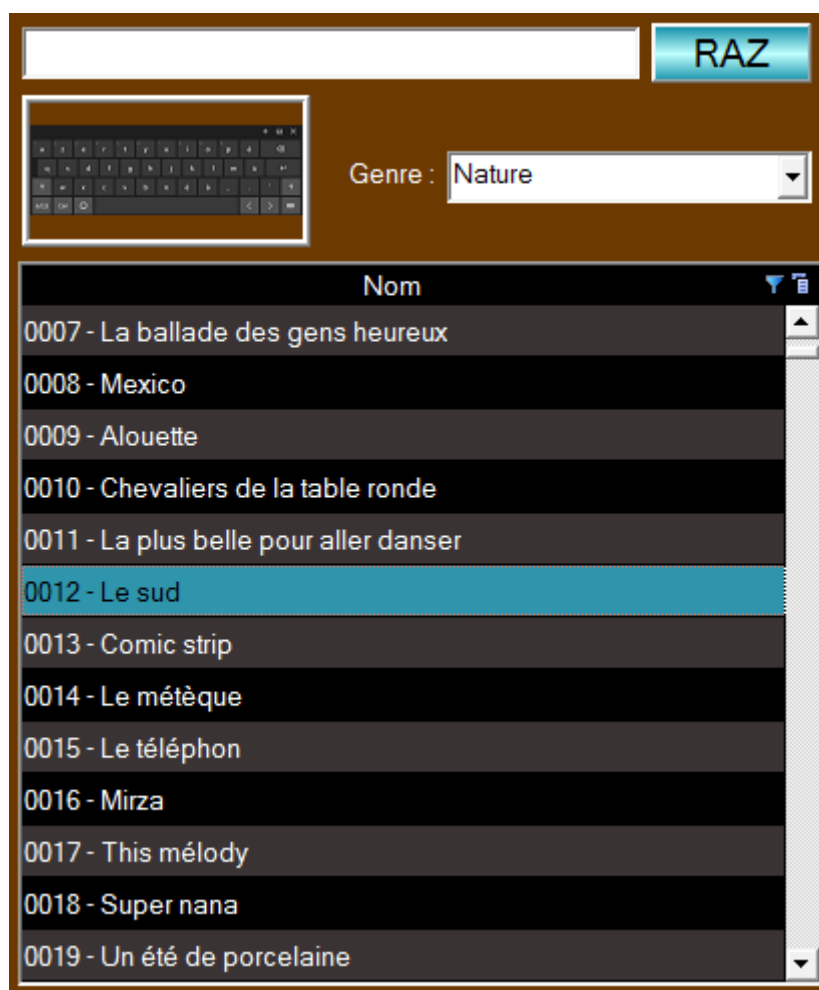 RAZ
Genre : Nature
Nom
0007 - La ballade des gens heureux
0008 - Mexico
0009 - Alouette
0010 - Chevaliers de la table ronde
0011 - La plus belle pour aller danser
0012 - Le sud
0013 - Comic strip
0014 - Le métèque
0015 - Le téléphon
0016 - Mirza
0017 - This mélody
0018 - Super nana
0019 - Un été de porcelaine